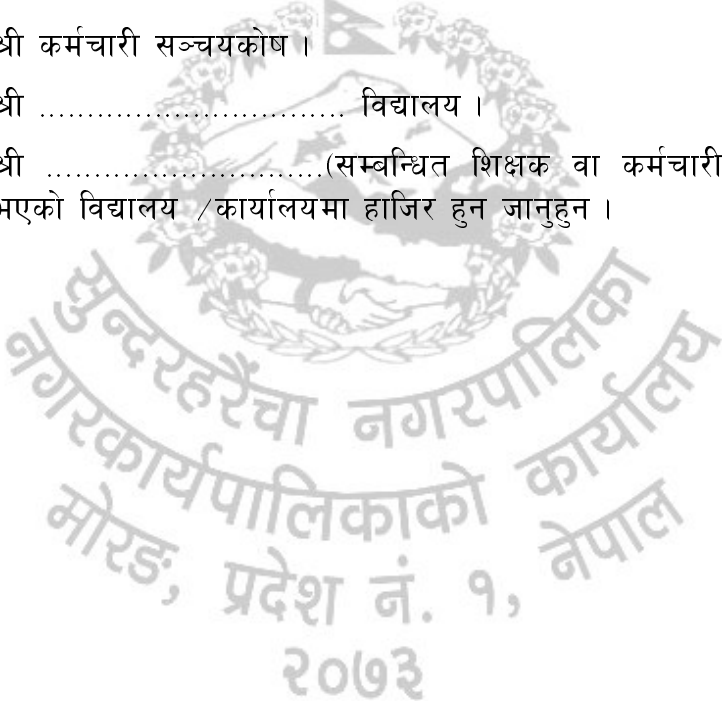 श्री कर्मचारी सञ्चयकोष ।
श्री ................................ विद्यालय ।
श्री .............................(सम्बन्धित शिक्षक वा कर्मचारी
भएको विद्यालय /कार्यालयमा हाजिर हुन जानुहुन ।
सुन्दरहरैंचा नगरपालिका
नगरकार्यपालिकाको कार्यालय
मोरङ, प्रदेश नं. १, नेपाल
२०७३